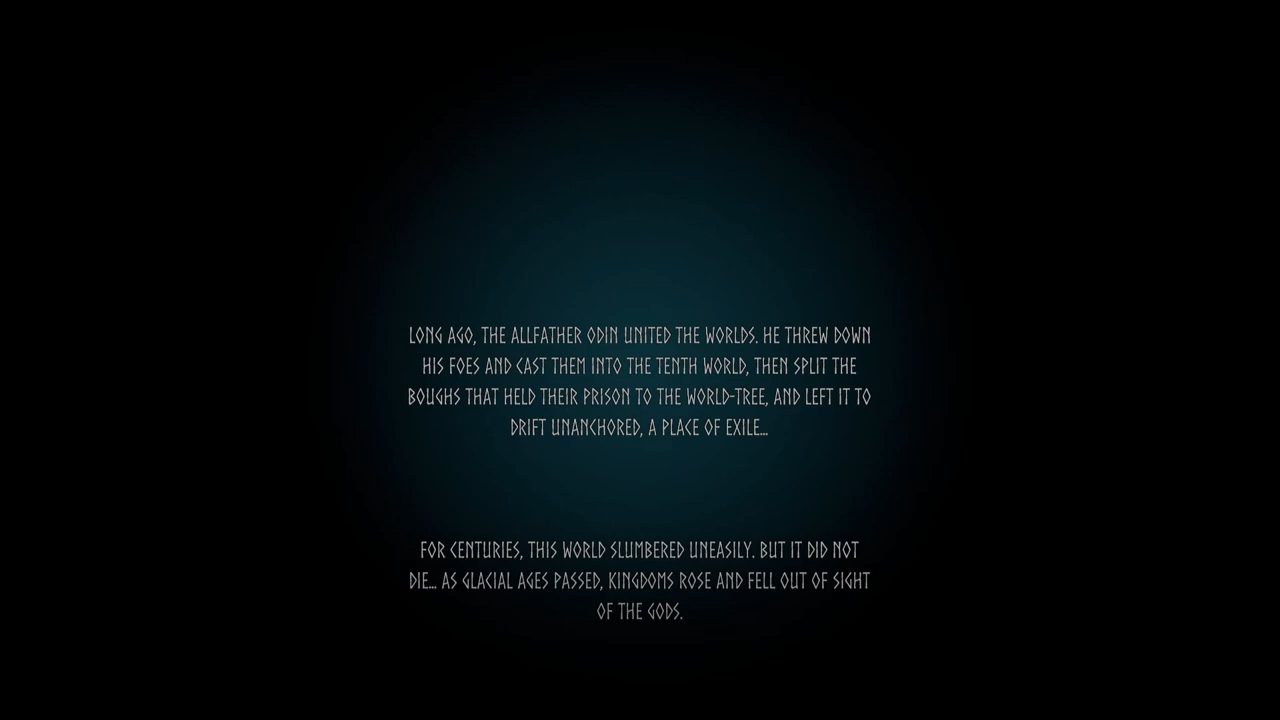 LONG AGO, THE ALLFATHER ODIN UNITED THE WORLDS. HE THREW DOWN
HIS FOES AND CAST THEM INTO THE TENTH WORLD, THEN SPLIT THE
BOUGHS THAT HELD THEIR PRISON TO THE WORLD-TREE, AND LEFT IT TO
DRIFT UNANCHORED, A PLACE OF EXILE...
FOR CENTURIES, THIS WORLD SLUMBERED UNEASILY. BUT IT DID NOT
DIE... AS GLACIAL AGES PASSED, KINGDOMS ROSE AND FELL OUT OF SIGHT
OF THE GODS.